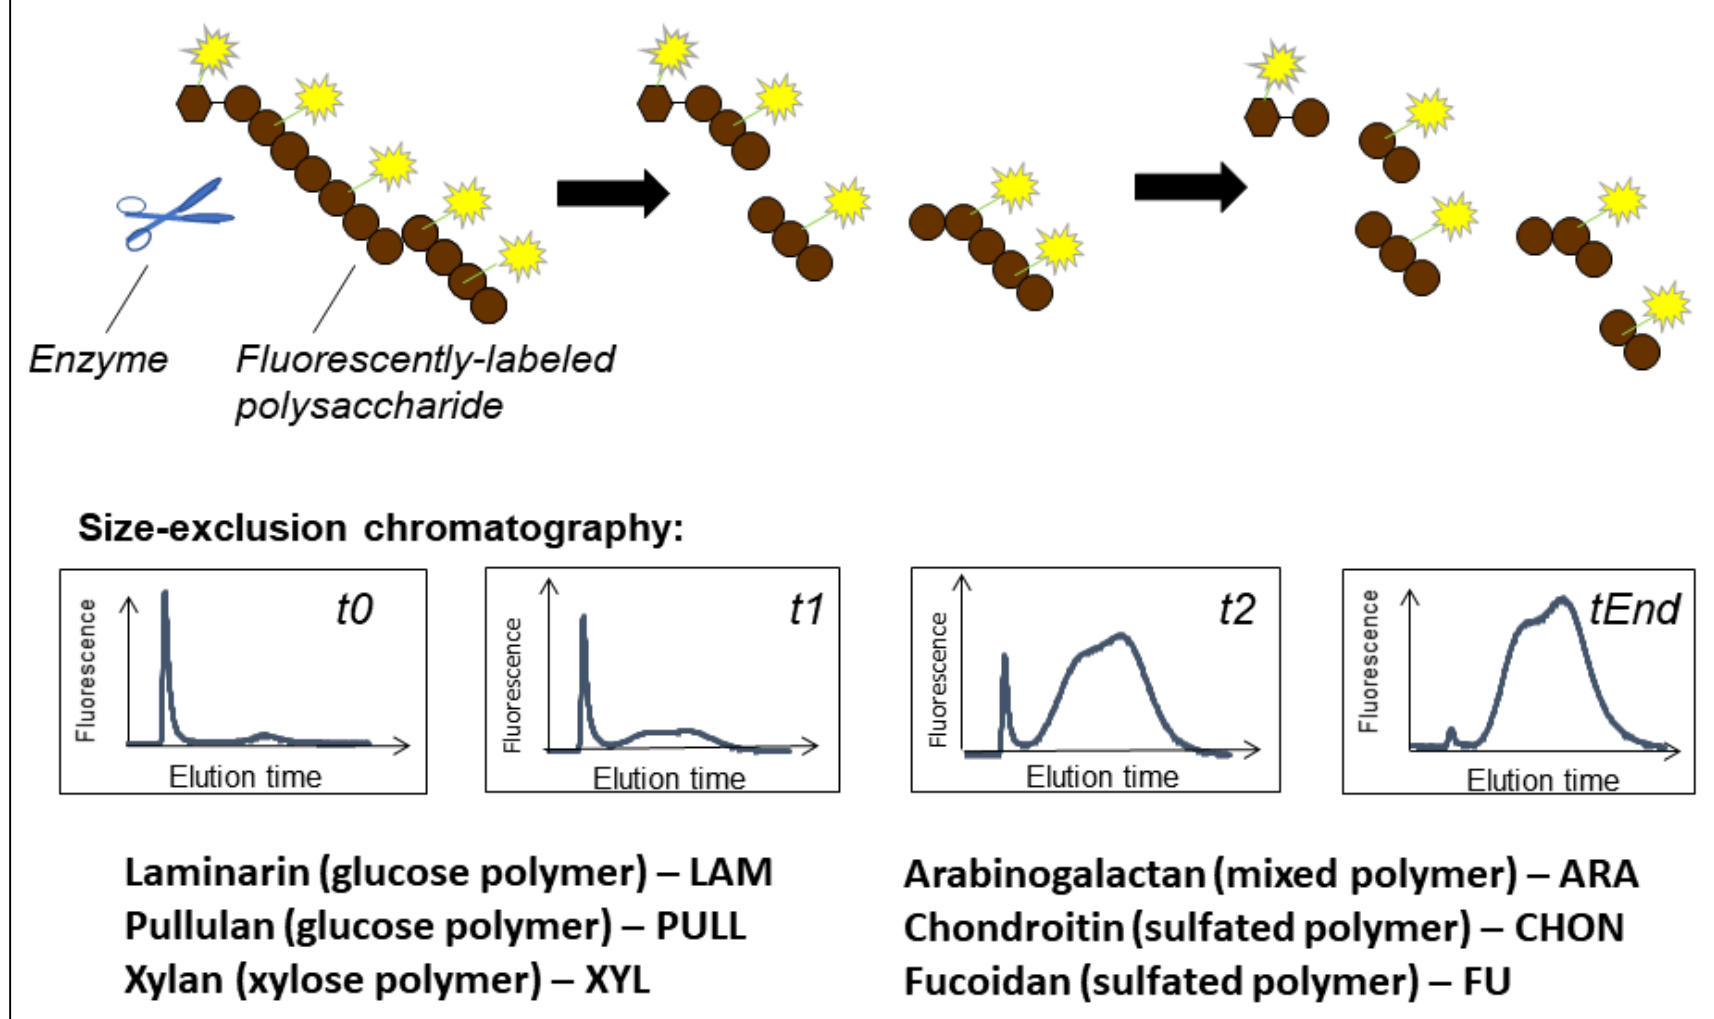 Enzyme
Fluorescently-labeled
polysaccharide
Size-exclusion chromatography:
Fluorescence
t0
Elution time
Fluorescence
t1
Elution time
Fluorescence
t2
Elution time
Fluorescence
tEnd
Elution time
Laminarin (glucose polymer) – LAM
Pullulan (glucose polymer) – PULL
Xylan (xylose polymer) – XYL
Arabinogalactan (mixed polymer) – ARA
Chondroitin (sulfated polymer) – CHON
Fucoidan (sulfated polymer) – FU